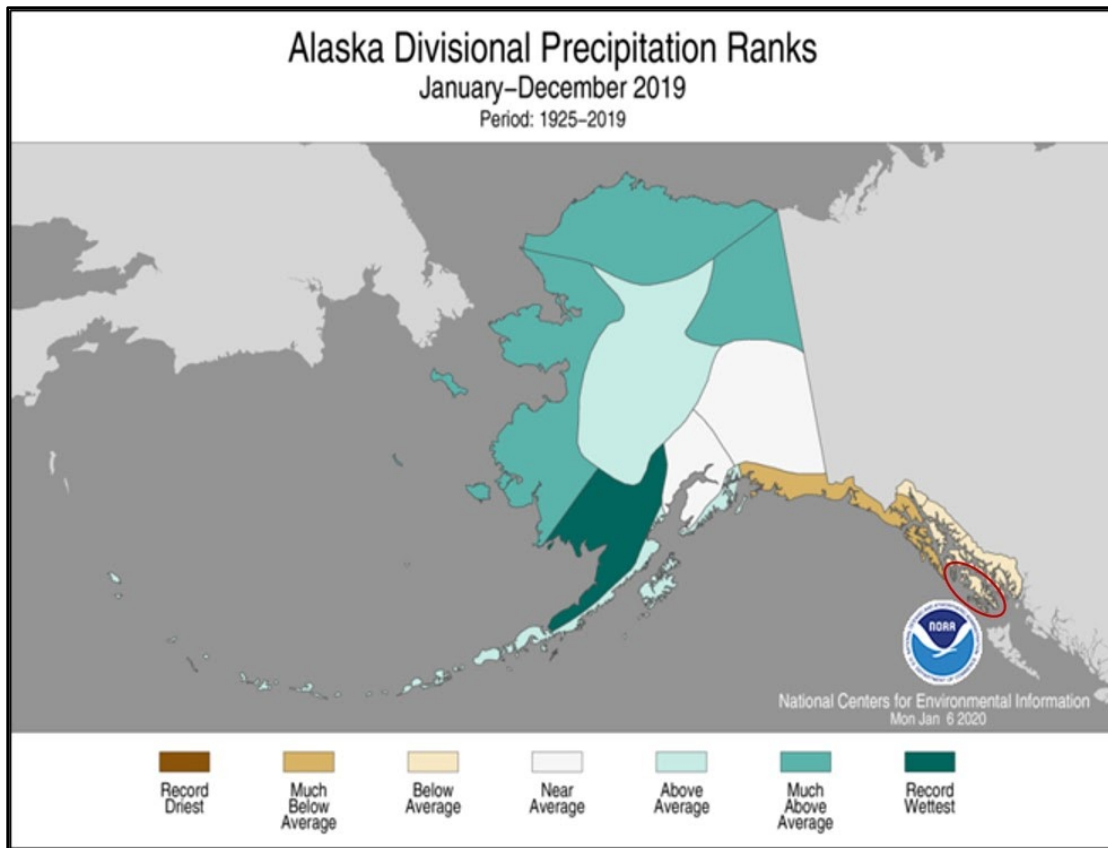 Alaska Divisional Precipitation Ranks
January–December 2019
Period: 1925–2019
NOAA
National Centers for Environmental Information
Mon Jan 6 2020
Record
Driest
Much
Below
Average
Below
Average
Near
Average
Above
Average
Much
Above
Average
Record
Wettest